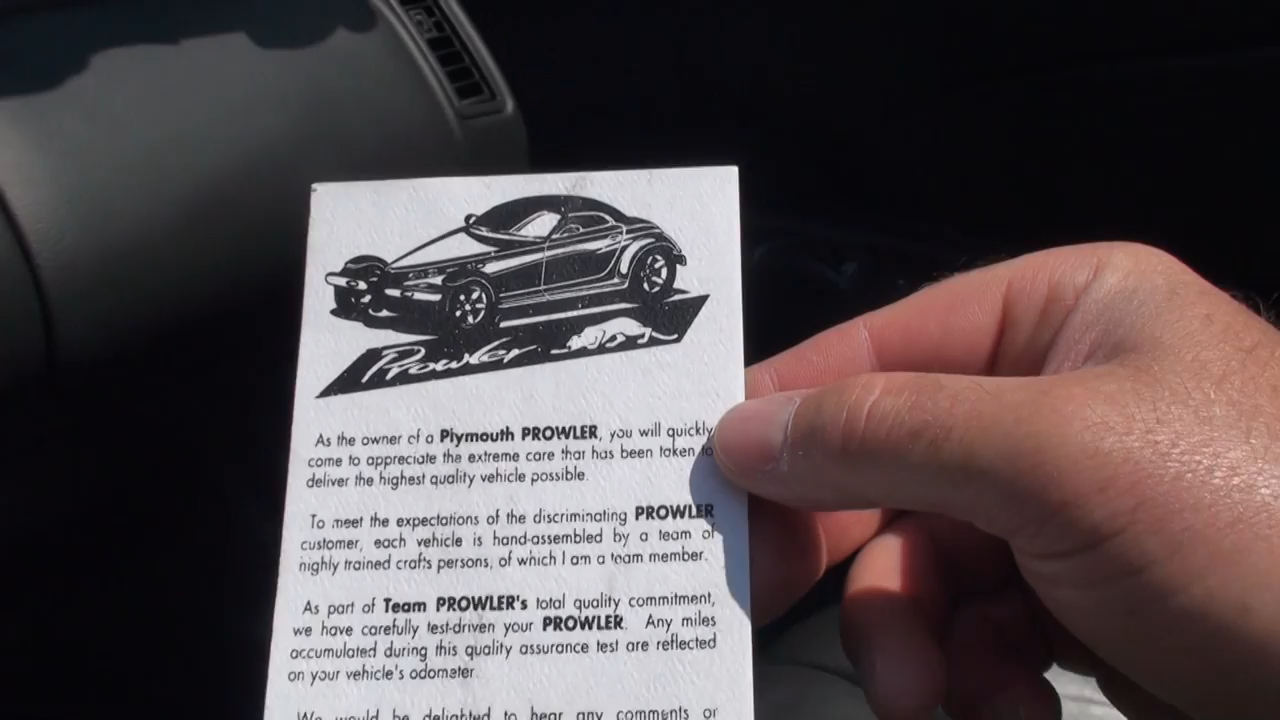 Prowler
As the owner of a Plymouth PROWLER, you will quickly
come to appreciate the extreme care that has been taken to
deliver the highest quality vehicle possible.
To meet the expectations of the discriminating PROWLER
customer, each vehicle is hand-assembled by a team of
highly trained crafts persons, of which I am a team member.
As part of Team PROWLER's total quality commitment,
we have carefully test-driven your PROWLER. Any miles
accumulated during this quality assurance test are reflected
on your vehicle's odometer.
We would be delighted to hear any comments or